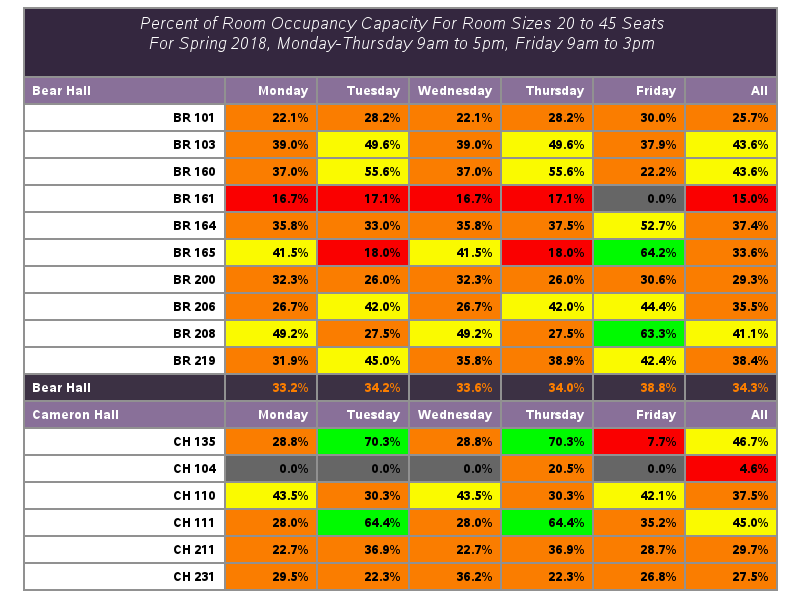 Percent of Room Occupancy Capacity For Room Sizes 20 to 45 Seats
For Spring 2018, Monday-Thursday 9am to 5pm, Friday 9am to 3pm
Bear Hall Monday Tuesday Wednesday Thursday Friday All
BR 101 22.1% 28.2% 22.1% 28.2% 30.0% 25.7%
BR 103 39.0% 49.6% 39.0% 49.6% 37.9% 43.6%
BR 160 37.0% 55.6% 37.0% 55.6% 22.2% 43.6%
BR 161 16.7% 17.1% 16.7% 17.1% 0.0% 15.0%
BR 164 35.8% 33.0% 35.8% 37.5% 52.7% 37.4%
BR 165 41.5% 18.0% 41.5% 18.0% 64.2% 33.6%
BR 200 32.3% 26.0% 32.3% 26.0% 30.6% 29.3%
BR 206 26.7% 42.0% 26.7% 42.0% 44.4% 35.5%
BR 208 49.2% 27.5% 49.2% 27.5% 63.3% 41.1%
BR 219 31.9% 45.0% 35.8% 38.9% 42.4% 38.4%
Bear Hall 33.2% 34.2% 33.6% 34.0% 38.8% 34.3%
Cameron Hall Monday Tuesday Wednesday Thursday Friday All
CH 135 28.8% 70.3% 28.8% 70.3% 7.7% 46.7%
CH 104 0.0% 0.0% 0.0% 20.5% 0.0% 4.6%
CH 110 43.5% 30.3% 43.5% 30.3% 42.1% 37.5%
CH 111 28.0% 64.4% 28.0% 64.4% 35.2% 45.0%
CH 211 22.7% 36.9% 22.7% 36.9% 28.7% 29.7%
CH 231 29.5% 22.3% 36.2% 22.3% 26.8% 27.5%